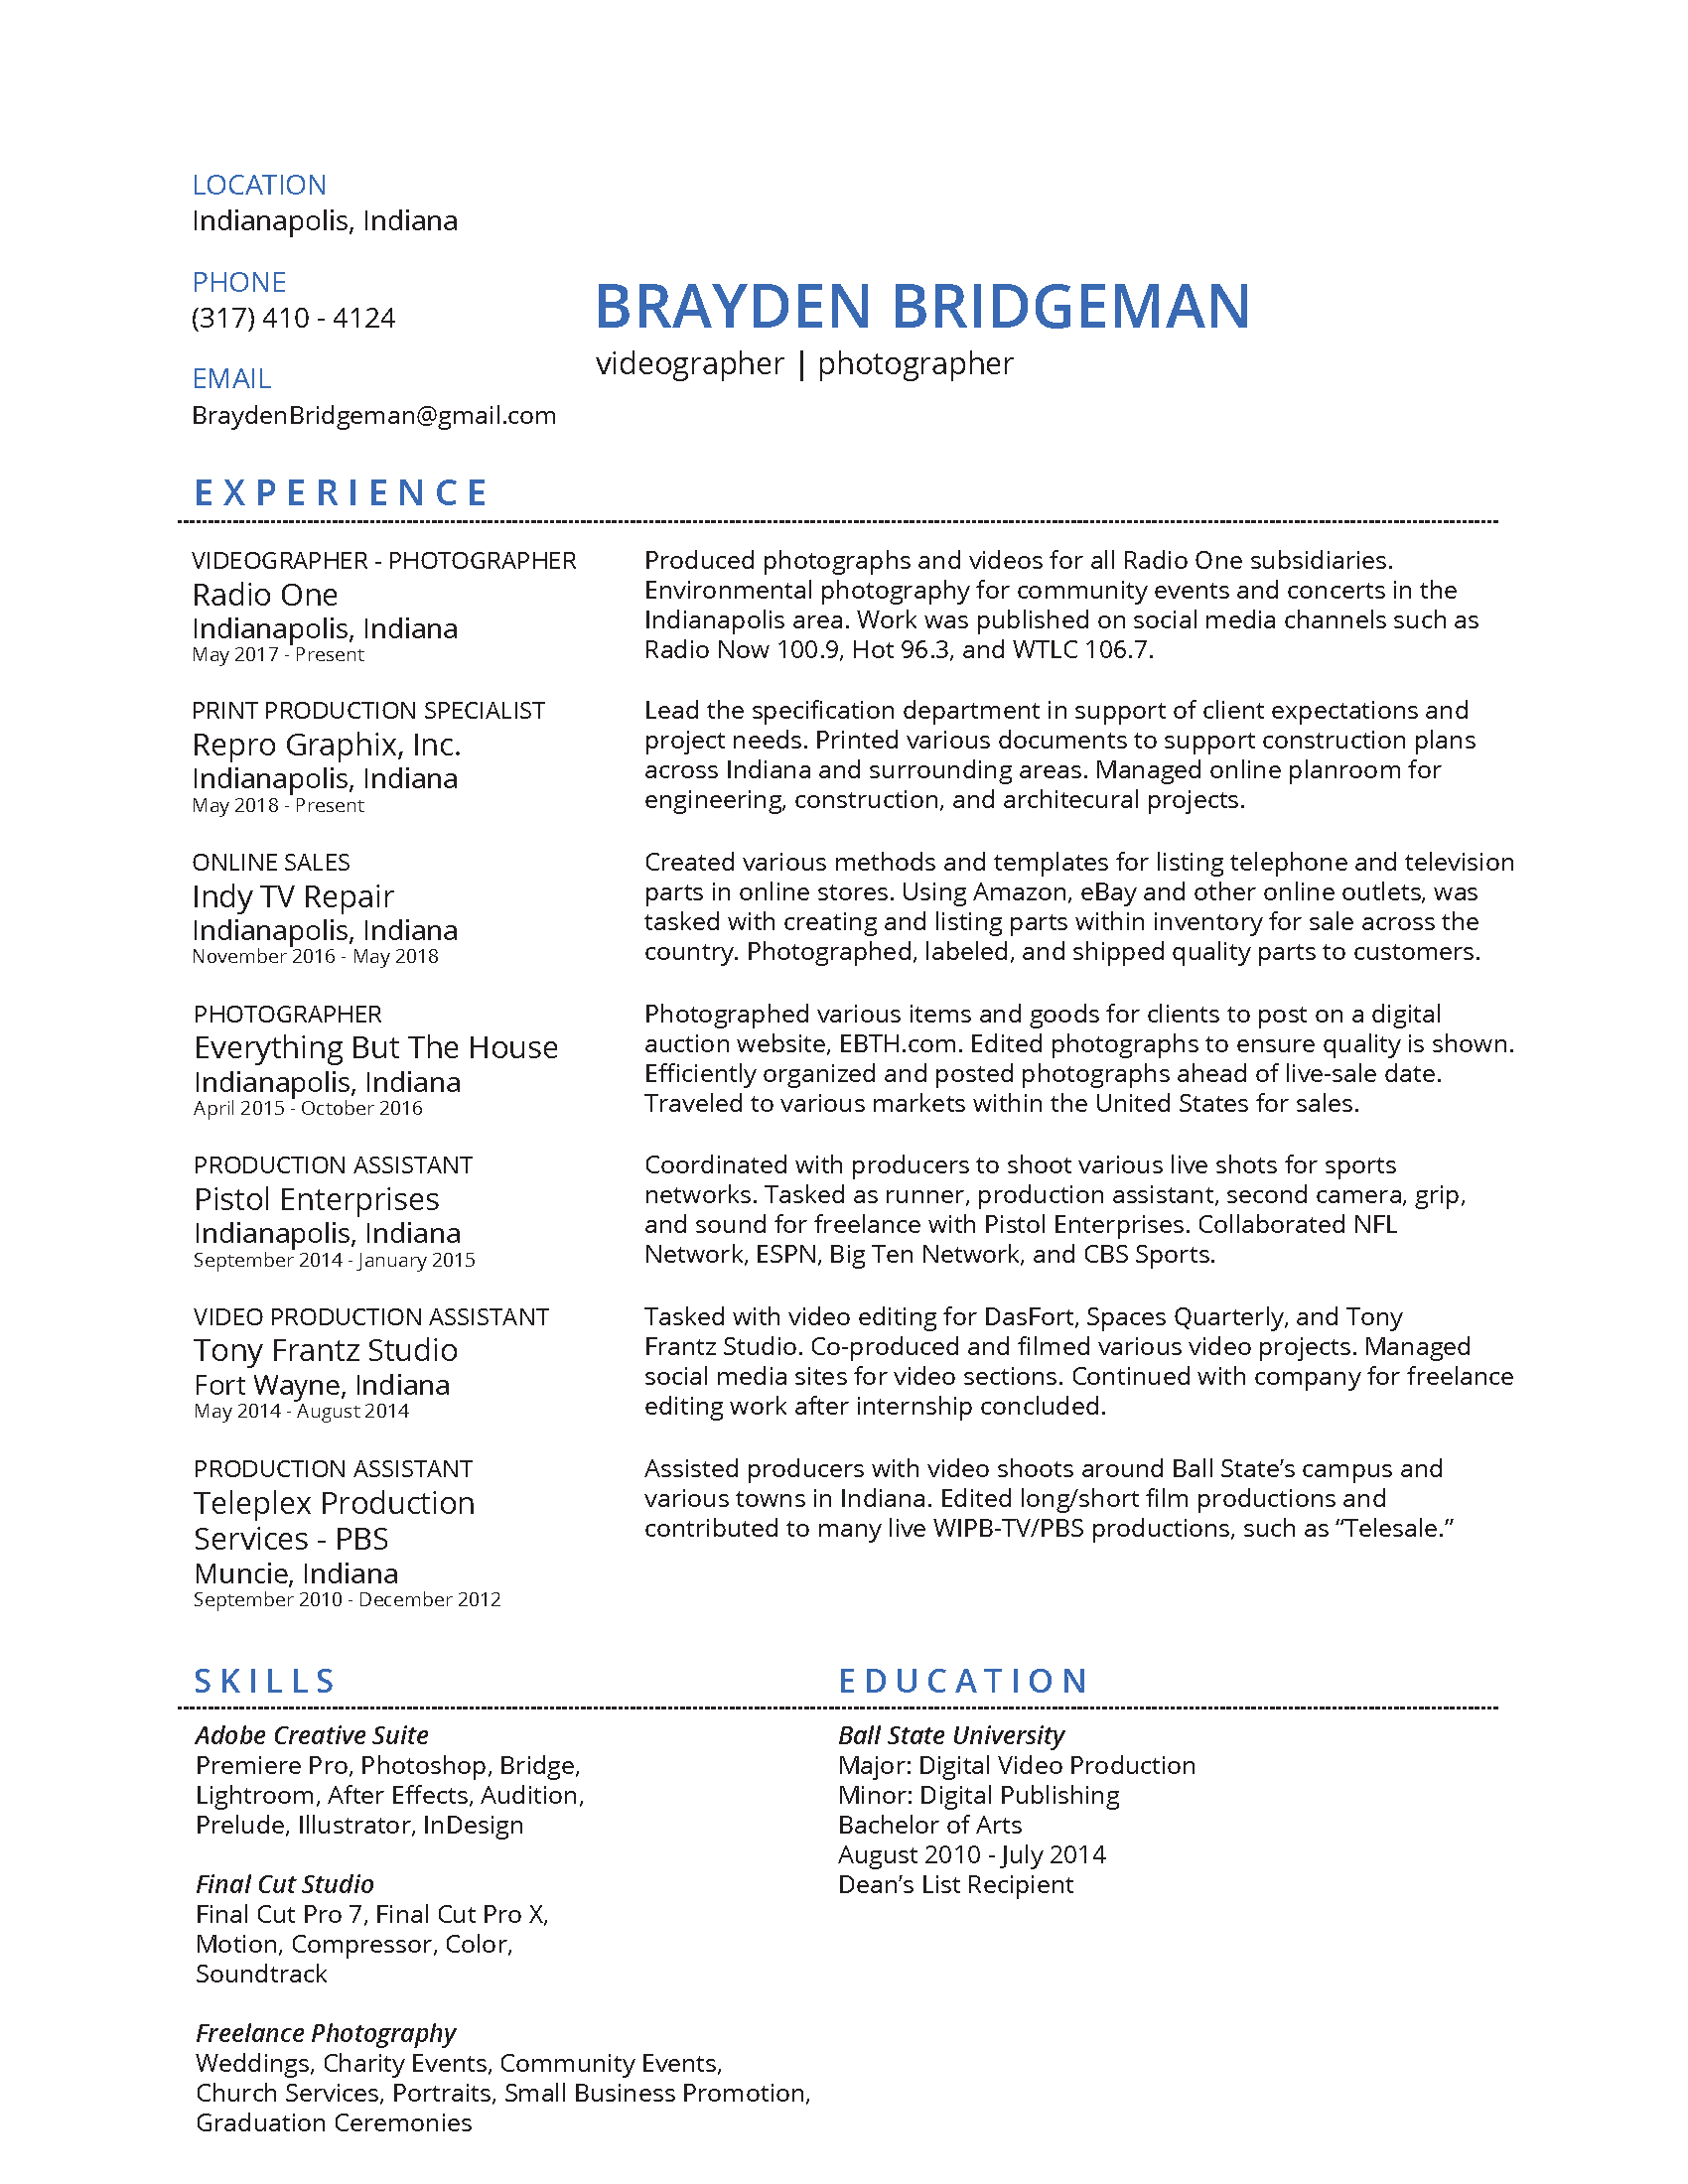 LOCATION
Indianapolis, Indiana
PHONE
(317) 410 - 4124
EMAIL
BraydenBridgeman@gmail.com
BRAYDEN BRIDGEMAN
videographer | photographer
EXPERIENCE
VIDEOGRAPHER - PHOTOGRAPHER
Radio One
Indianapolis, Indiana
May 2017 - Present
Produced photographs and videos for all Radio One subsidiaries.
Environmental photography for community events and concerts in the
Indianapolis area. Work was published on social media channels such as
Radio Now 100.9, Hot 96.3, and WTLC 106.7.
PRINT PRODUCTION SPECIALIST
Repro Graphix, Inc.
Indianapolis, Indiana
May 2018 - Present
Lead the specification department in support of client expectations and
project needs. Printed various documents to support construction plans
across Indiana and surrounding areas. Managed online planroom for
engineering, construction, and architecural projects.
ONLINE SALES
Indy TV Repair
Indianapolis, Indiana
November 2016 - May 2018
Created various methods and templates for listing telephone and television
parts in online stores. Using Amazon, eBay and other online outlets, was
tasked with creating and listing parts within inventory for sale across the
country. Photographed, labeled, and shipped quality parts to customers.
PHOTOGRAPHER
Everything But The House
Indianapolis, Indiana
April 2015 - October 2016
Photographed various items and goods for clients to post on a digital
auction website, EBTH.com. Edited photographs to ensure quality is shown.
Efficiently organized and posted photographs ahead of live-sale date.
Traveled to various markets within the United States for sales.
PRODUCTION ASSISTANT
Pistol Enterprises
Indianapolis, Indiana
September 2014 - January 2015
Coordinated with producers to shoot various live shots for sports
networks. Tasked as runner, production assistant, second camera, grip,
and sound for freelance with Pistol Enterprises. Collaborated NFL
Network, ESPN, Big Ten Network, and CBS Sports.
VIDEO PRODUCTION ASSISTANT
Tony Frantz Studio
Fort Wayne, Indiana
May 2014 - August 2014
Tasked with video editing for DasFort, Spaces Quarterly, and Tony
Frantz Studio. Co-produced and filmed various video projects. Managed
social media sites for video sections. Continued with company for freelance
editing work after internship concluded.
PRODUCTION ASSISTANT
Teleplex Production
Services - PBS
Muncie, Indiana
September 2010 - December 2012
Assisted producers with video shoots around Ball State’s campus and
various towns in Indiana. Edited long/short film productions and
contributed to many live WIPB-TV/PBS productions, such as “Telesale.”
SKILLS
Adobe Creative Suite
Premiere Pro, Photoshop, Bridge,
Lightroom, After Effects, Audition,
Prelude, Illustrator, InDesign
Final Cut Studio
Final Cut Pro 7, Final Cut Pro X,
Motion, Compressor, Color,
Soundtrack
Freelance Photography
Weddings, Charity Events, Community Events,
Church Services, Portraits, Small Business Promotion,
Graduation Ceremonies
EDUCATION
Ball State University
Major: Digital Video Production
Minor: Digital Publishing
Bachelor of Arts
August 2010 - July 2014
Dean’s List Recipient